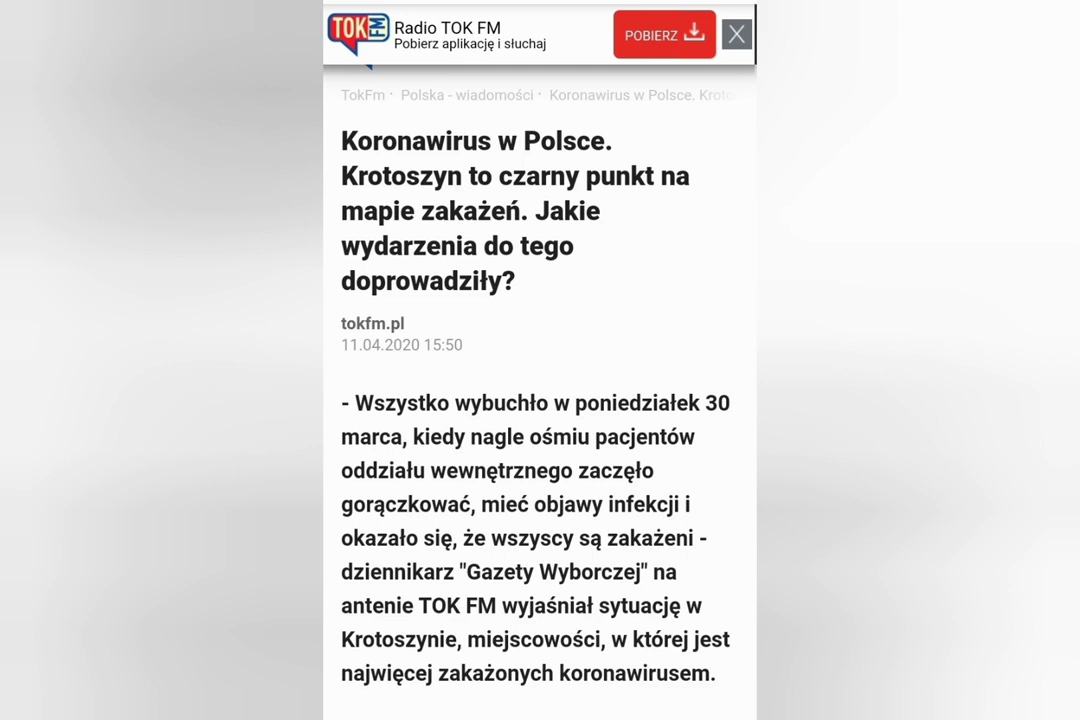 TOK FM
Radio TOK FM
Pobierz aplikację i słuchaj
POBIERZ
X
TokFm · Polska - wiadomości · Koronawirus w Polsce. Kroto
Koronawirus w Polsce.
Krotoszyn to czarny punkt na
mapie zakażeń. Jakie
wydarzenia do tego
doprowadziły?
tokfm.pl
11.04.2020 15:50
- Wszystko wybuchło w poniedziałek 30
marca, kiedy nagle ośmiu pacjentów
oddziału wewnętrznego zaczęło
gorączkować, mieć objawy infekcji i
okazało się, że wszyscy są zakażeni -
dziennikarz "Gazety Wyborczej" na
antenie TOK FM wyjaśniał sytuację w
Krotoszynie, miejscowości, w której jest
najwięcej zakażonych koronawirusem.